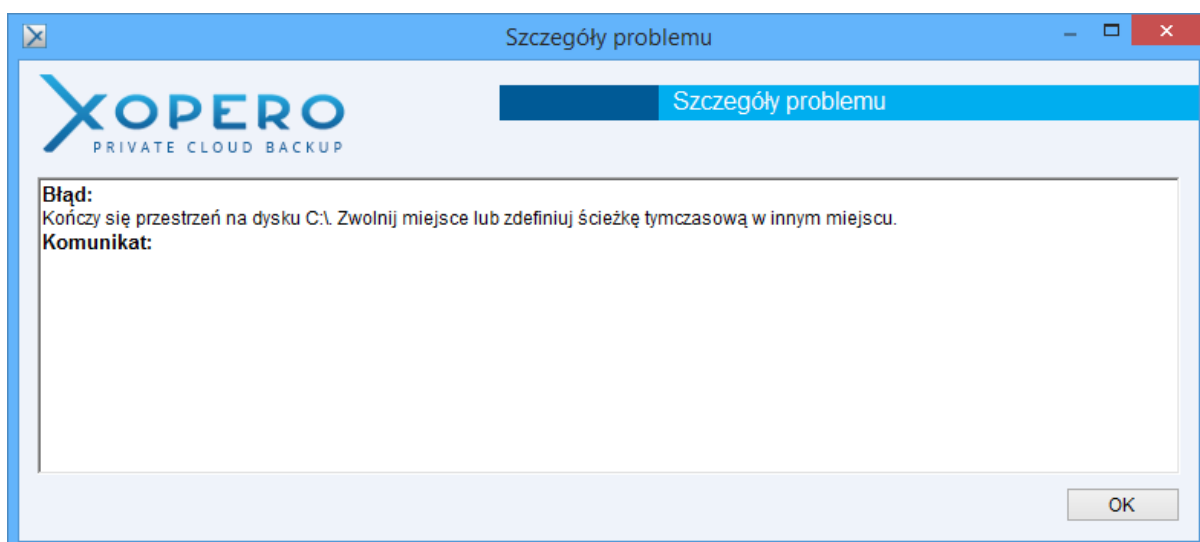 Szczegóły problemu
XOPERO
PRIVATE CLOUD BACKUP
Szczegóły problemu
Błąd:
Kończy się przestrzeń na dysku C:\. Zwolnij miejsce lub zdefiniuj ścieżkę tymczasową w innym miejscu.
Komunikat:
OK